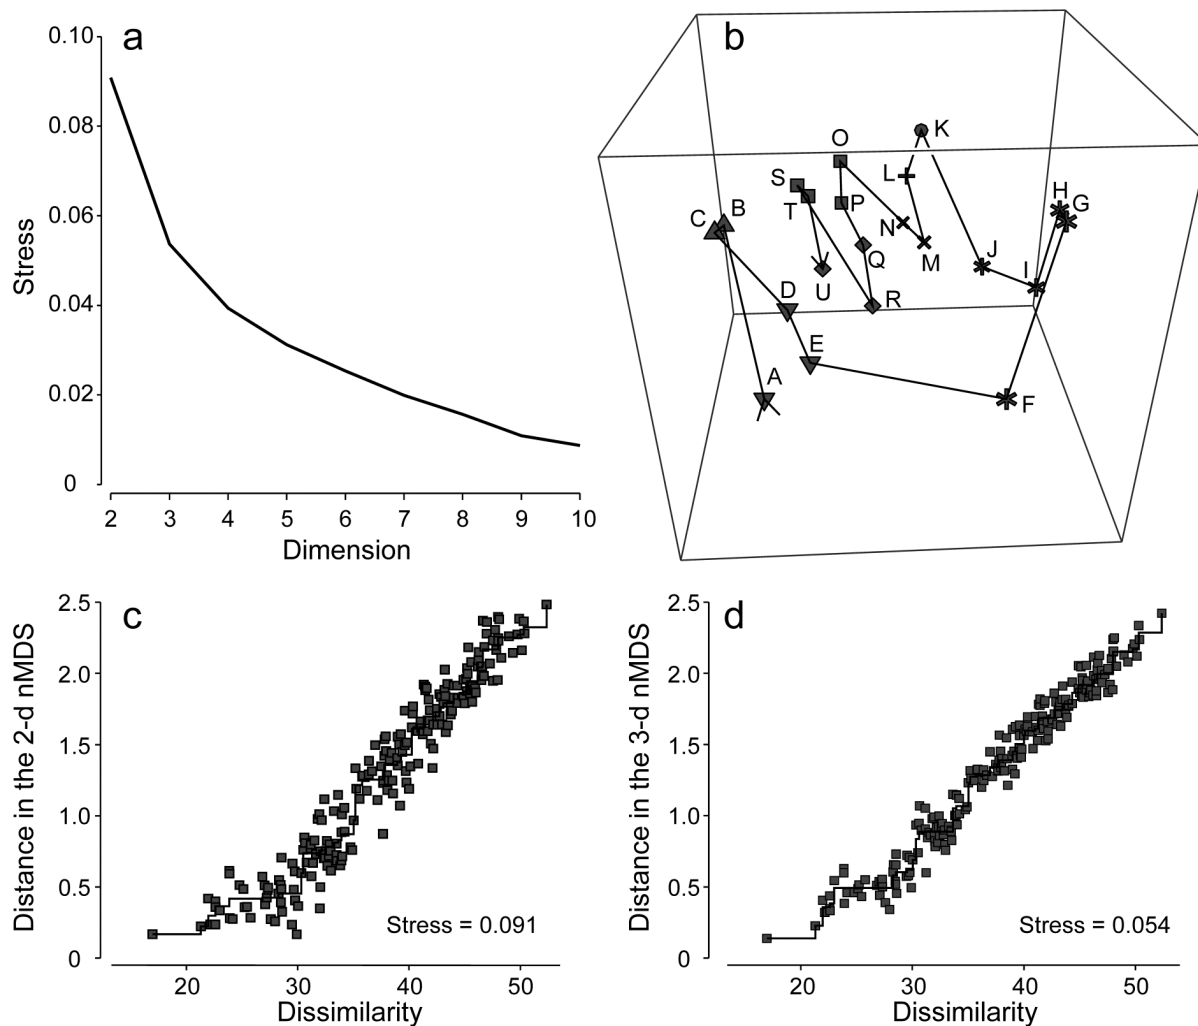 a
0.10
0.08
0.06
0.04
0.02
0
Stress
2 3 4 5 6 7 8 9 10
Dimension
b
K
O
L
S
P
T
H
G
B
C
N
M
Q
J
I
U
R
D
E
A
F
c
2.5
2.0
1.5
1.0
0.5
0
Distance in the 2-d nMDS
Stress = 0.091
20 30 40 50
Dissimilarity
d
2.5
2.0
1.5
1.0
0.5
0
Distance in the 3-d nMDS
Stress = 0.054
20 30 40 50
Dissimilarity